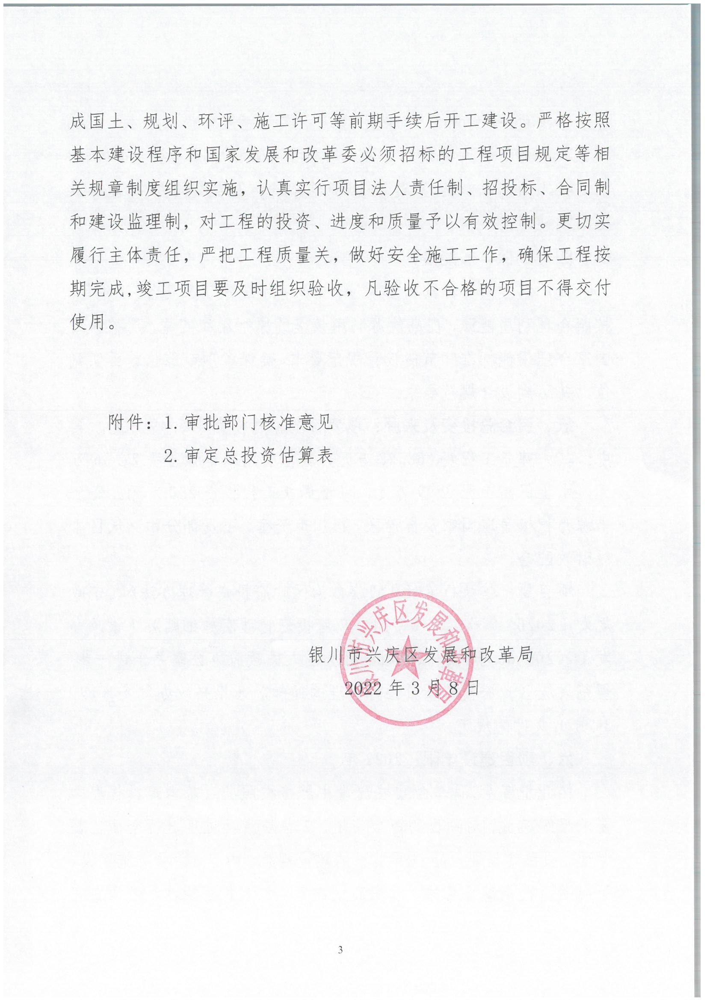 成国土、规划、环评、施工许可等前期手续后开工建设。严格按照
基本建设程序和国家发展和改革委必须招标的工程项目规定等相
关规章制度组织实施，认真实行项目法人责任制、招投标、合同制
和建设监理制，对工程的投资、进度和质量予以有效控制。更切实
履行主体责任，严把工程质量关，做好安全施工工作，确保工程按
期完成,竣工项目要及时组织验收，凡验收不合格的项目不得交付
使用。
附件：1.审批部门核准意见
2.审定总投资估算表
银川市兴庆区发展和改革局
银川市兴庆区发展和改革局
2022年3月8日
3